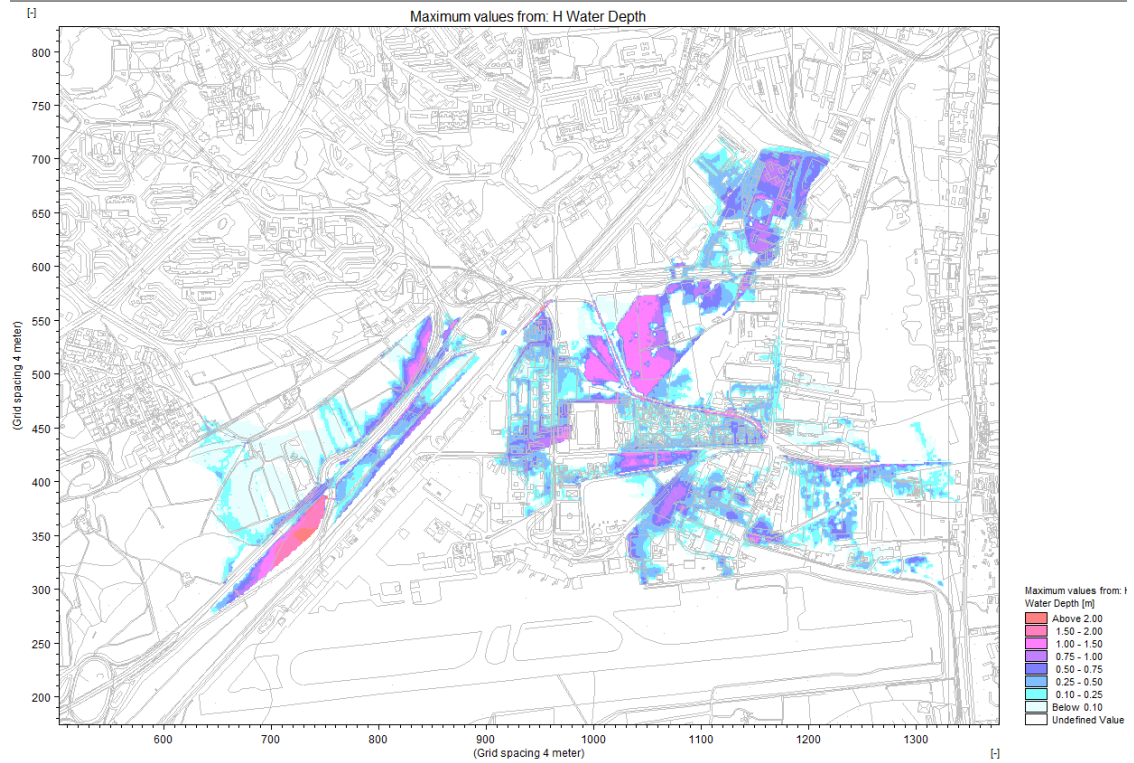 Maximum values from: H Water Depth
[-]
800
750
700
650
600
550
500
450
400
350
300
250
200
(Grid spacing 4 meter)
600
700
800
900
1000
1100
1200
1300
(Grid spacing 4 meter)
[-]
Maximum values from: H
Water Depth [m]
Above 2.00
1.50 - 2.00
1.00 - 1.50
0.75 - 1.00
0.50 - 0.75
0.25 - 0.50
0.10 - 0.25
Below 0.10
Undefined Value